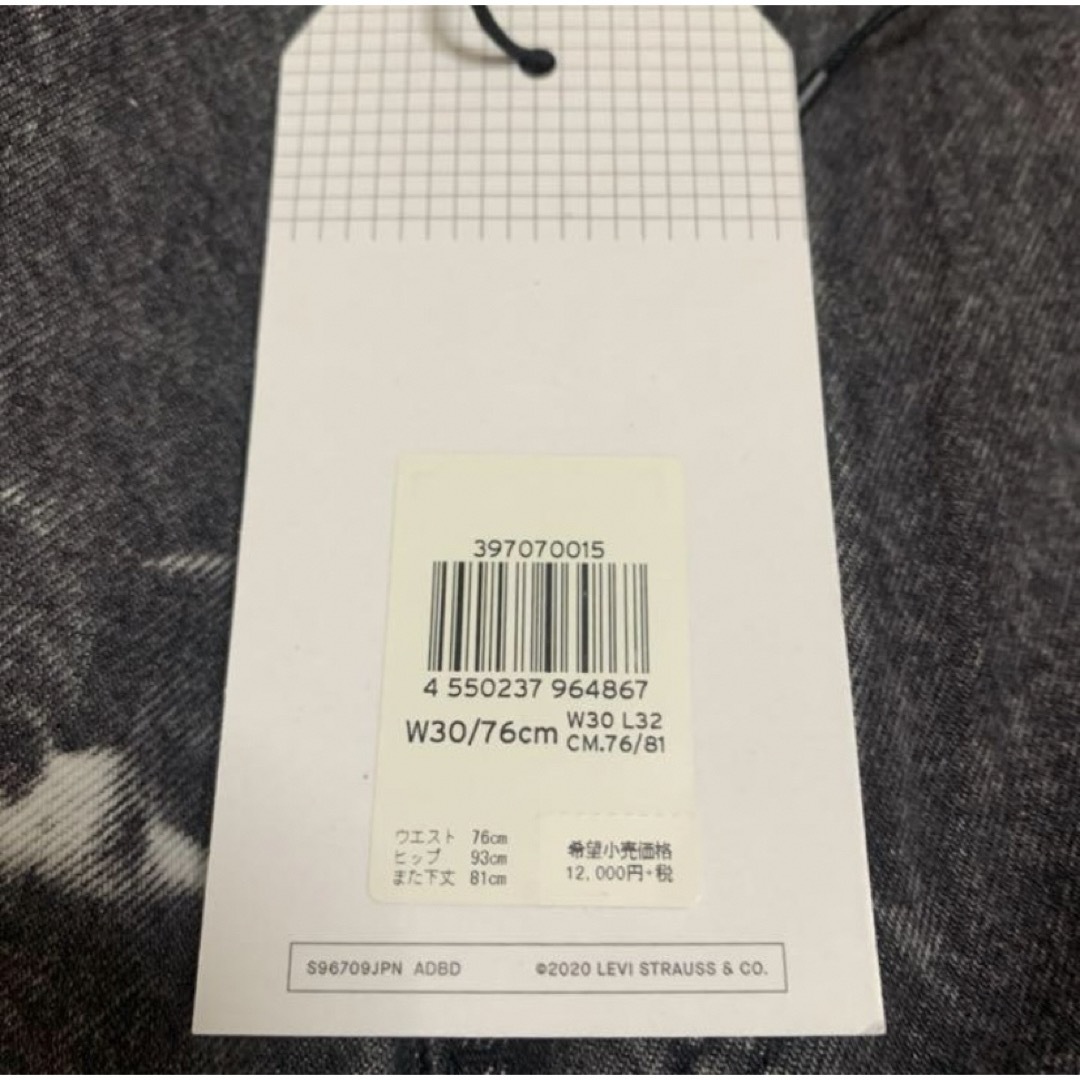 397070015
4 550237 964867
W30/76cm
W30 L32
CM.76/81
ウエスト 76cm
ヒップ 93cm
また下丈 81cm
希望小売価格
12,000円+税
S96709JPN ADBD
©2020 LEVI STRAUSS & CO.